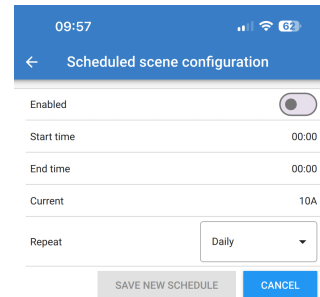 09:57
62
Scheduled scene configuration
Enabled
Start time 00:00
End time 00:00
Current 10A
Repeat Daily
SAVE NEW SCHEDULE CANCEL